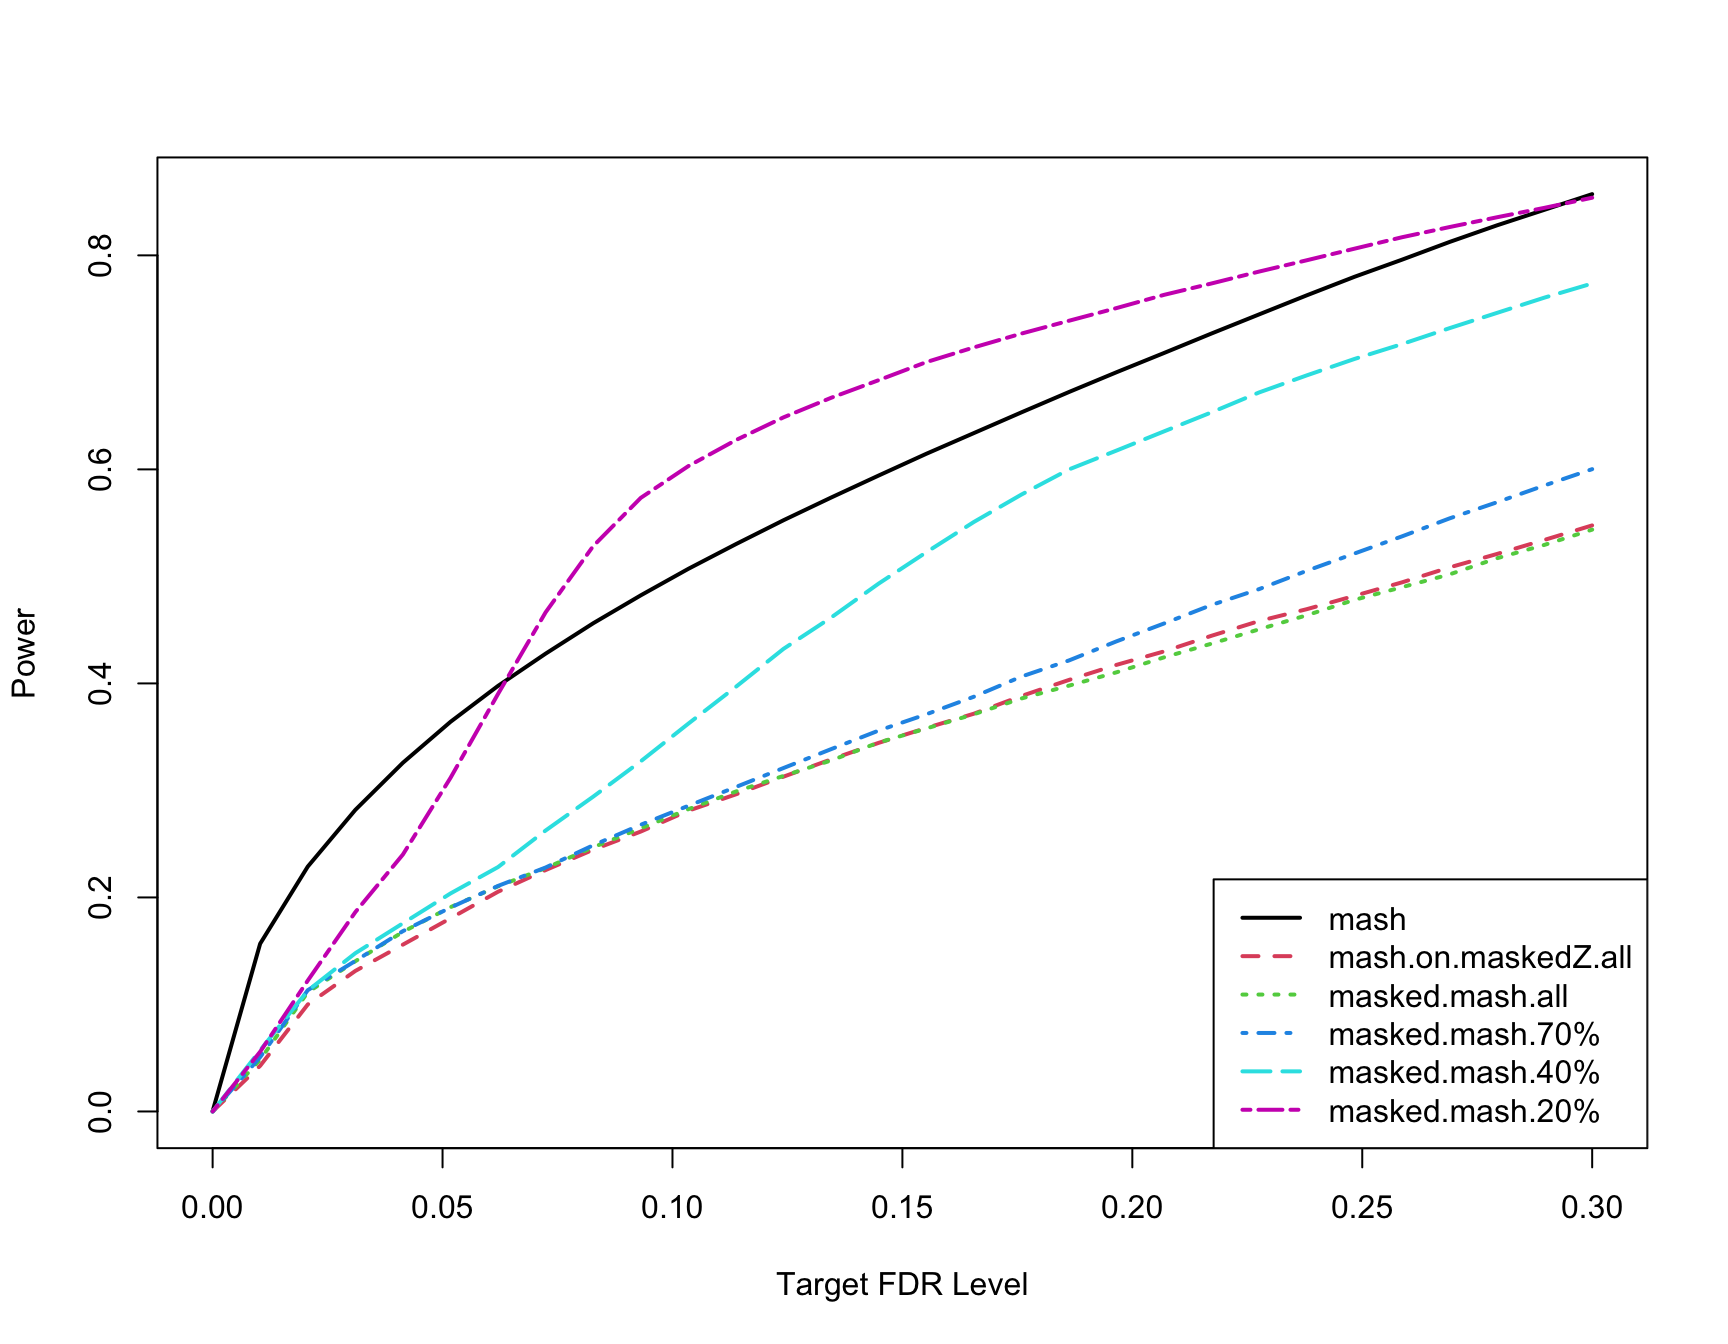 0.8
0.6
0.4
0.2
0.0
Power
mash
mash.on.maskedZ.all
masked.mash.all
masked.mash.70%
masked.mash.40%
masked.mash.20%
0.00 0.05 0.10 0.15 0.20 0.25 0.30
Target FDR Level